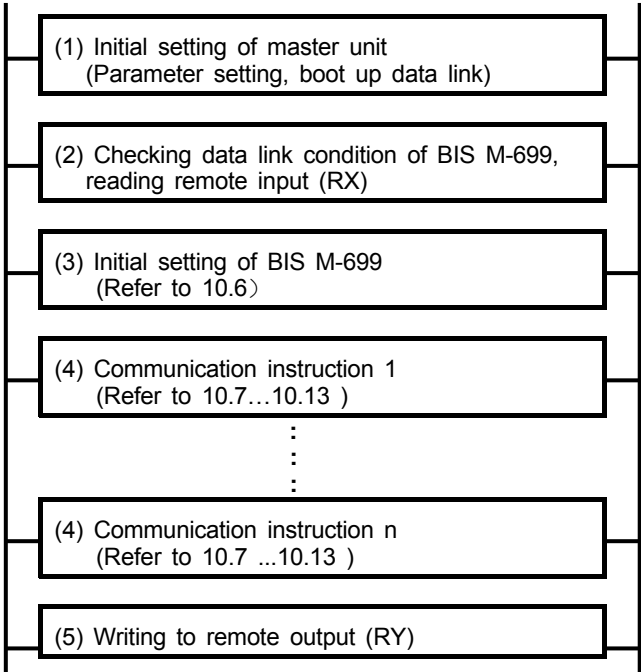 (1) Initial setting of master unit
(Parameter setting, boot up data link)
(2) Checking data link condition of BIS M-699,
reading remote input (RX)
(3) Initial setting of BIS M-699
(Refer to 10.6）
(4) Communication instruction 1
(Refer to 10.7…10.13 )
:
:
:
(4) Communication instruction n
(Refer to 10.7 ...10.13 )
(5) Writing to remote output (RY)